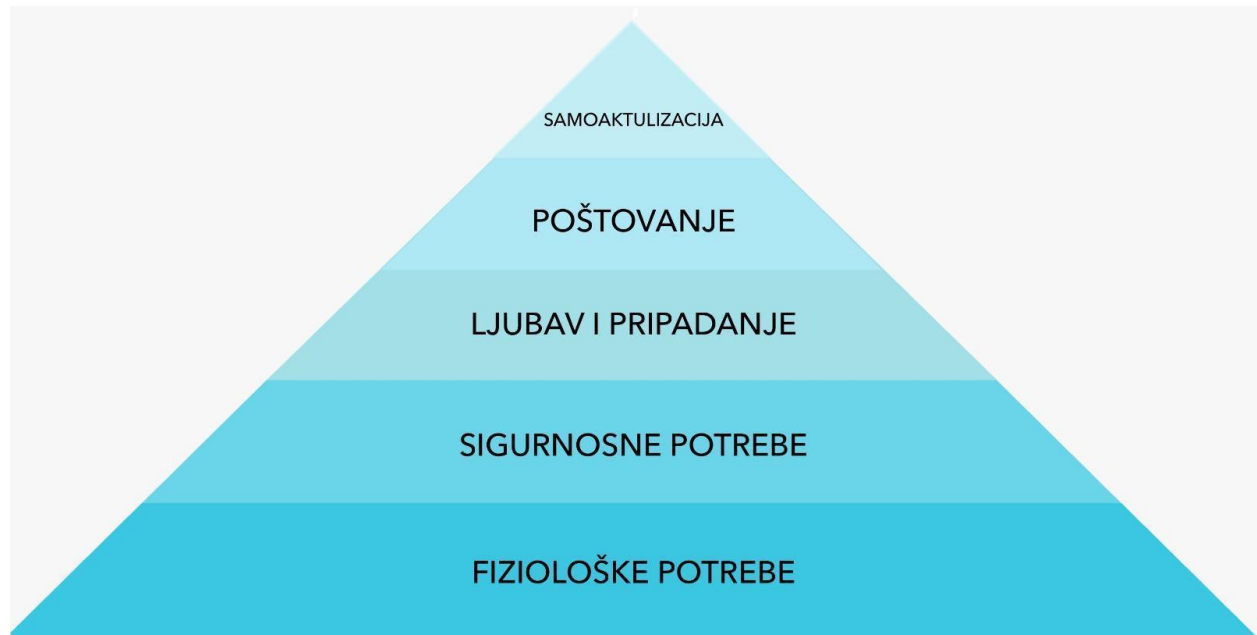 SAMOAKTULIZACIJA
POŠTOVANJE
LJUBAV I PRIPADANJE
SIGURNOSNE POTREBE
FIZIOLOŠKE POTREBE